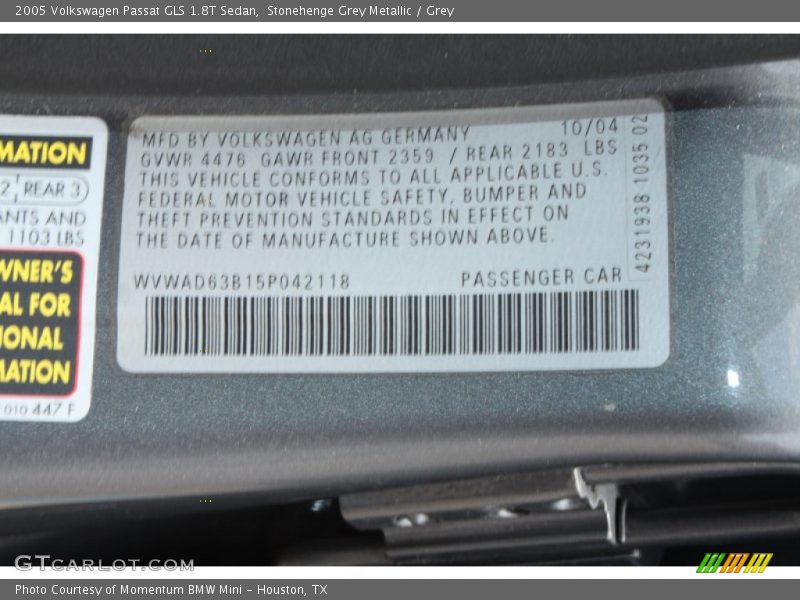 2005 Volkswagen Passat GLS 1.8T Sedan, Stonehenge Grey Metallic / Grey
MATION
2 REAR 3
ANTS AND
1103 LBS
WNER'S
AL FOR
IONAL
MATION
010 447 F
MFD BY VOLKSWAGEN AG GERMANY 10/04
GVWR 4476 GAWR FRONT 2359 / REAR 2183 LBS
THIS VEHICLE CONFORMS TO ALL APPLICABLE U.S.
FEDERAL MOTOR VEHICLE SAFETY, BUMPER AND
THEFT PREVENTION STANDARDS IN EFFECT ON
THE DATE OF MANUFACTURE SHOWN ABOVE.
WVWAD63B15P042118 PASSENGER CAR
4231938 1035 02
GTcarlot.com
Photo Courtesy of Momentum BMW Mini - Houston, TX